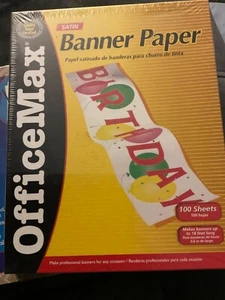 OfficeMax
SATIN
Banner Paper
Papel satinado de banderas para chorro de tinta.
BIRTHDAY
100 Sheets
100 hojas
Makes banners up
to 18 feet long
Make professional banners for any occasion • Banderas profesionales para cada ocasión